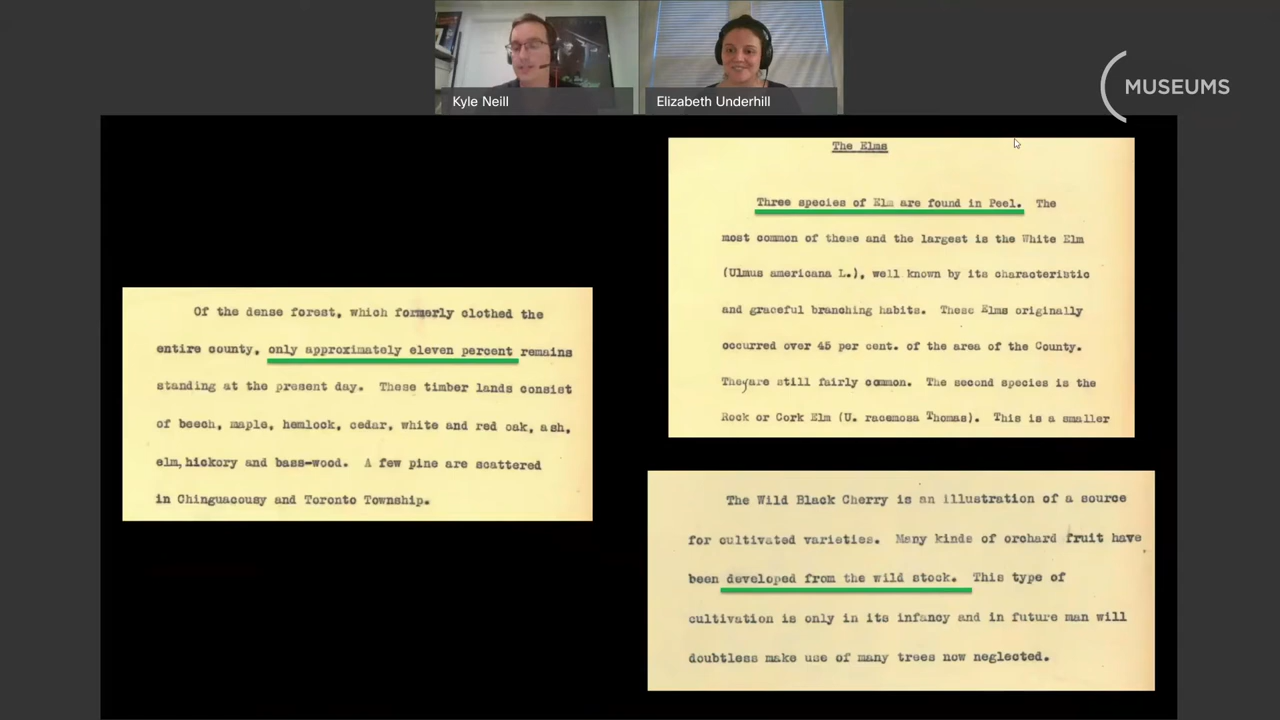 Kyle Neill
Elizabeth Underhill
MUSEUMS
Of the dense forest, which formerly clothed the
entire county, only approximately eleven percent remains
standing at the present day. These timber lands consist
of beech, maple, hemlock, cedar, white and red oak, ash,
elm, hickory and bass-wood. A few pine are scattered
in Chinguacousy and Toronto Township.
The Elms
Three species of Elm are found in Peel. The
most common of these and the largest is the White Elm
(Ulmus americana L.), well known by its characteristic
and graceful branching habits. These Elms originally
occurred over 45 per cent. of the area of the County.
They are still fairly common. The second species is the
Rock or Cork Elm (U. racemosa Thomas). This is a smaller
The Wild Black Cherry is an illustration of a source
for cultivated varieties. Many kinds of orchard fruit have
been developed from the wild stock. This type of
cultivation is only in its infancy and in future man will
doubtless make use of many trees now neglected.